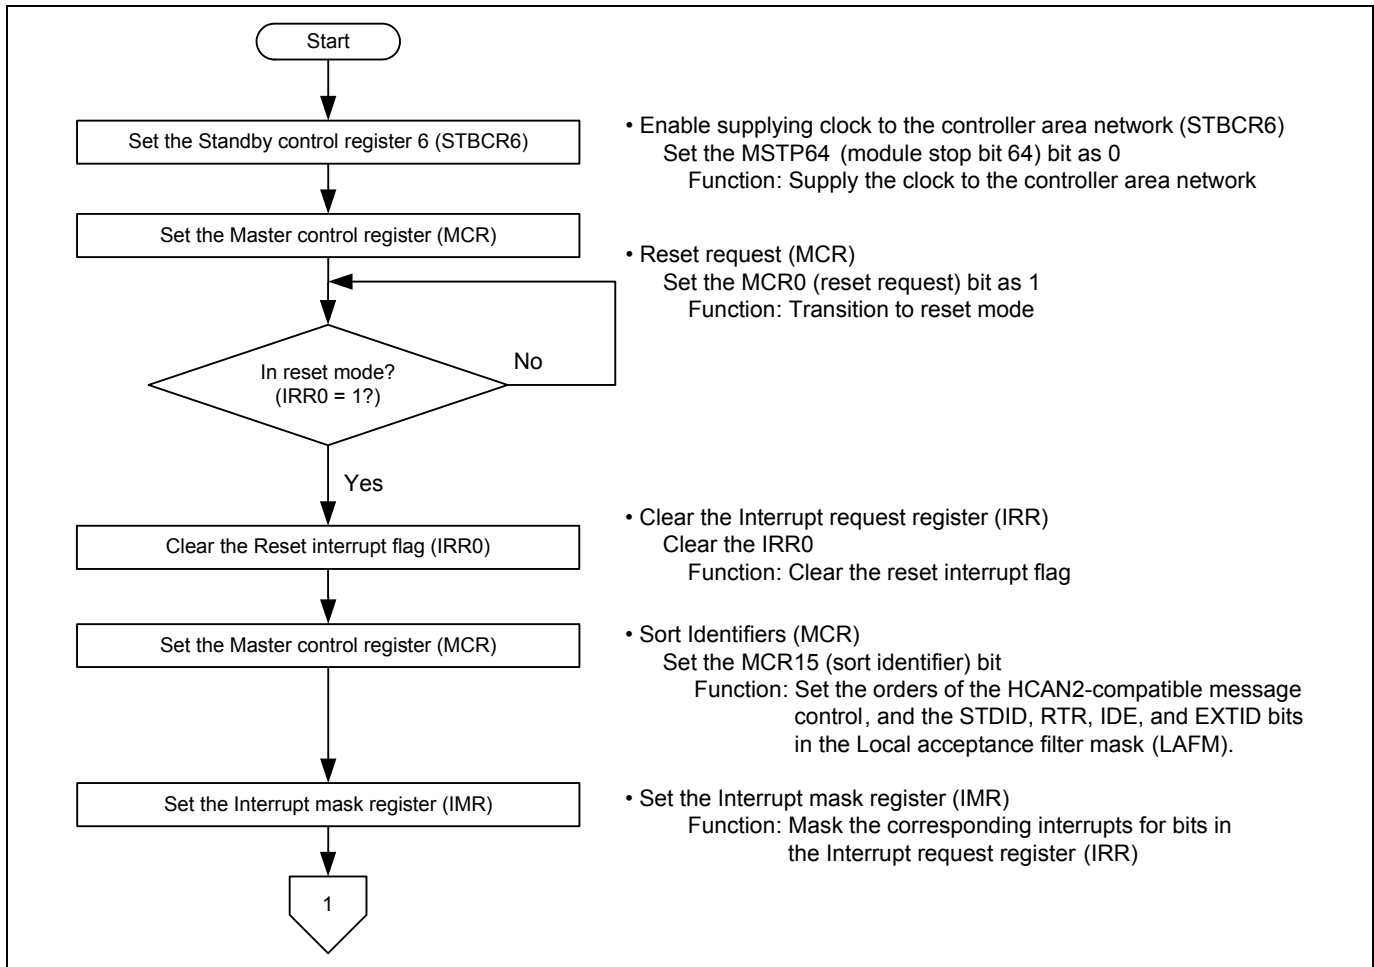 Start
Set the Standby control register 6 (STBCR6)
• Enable supplying clock to the controller area network (STBCR6)
Set the MSTP64 (module stop bit 64) bit as 0
Function: Supply the clock to the controller area network
Set the Master control register (MCR)
• Reset request (MCR)
Set the MCR0 (reset request) bit as 1
Function: Transition to reset mode
In reset mode?
(IRR0 = 1?)
No
Yes
Clear the Reset interrupt flag (IRR0)
• Clear the Interrupt request register (IRR)
Clear the IRR0
Function: Clear the reset interrupt flag
Set the Master control register (MCR)
• Sort Identifiers (MCR)
Set the MCR15 (sort identifier) bit
Function: Set the orders of the HCAN2-compatible message
control, and the STDID, RTR, IDE, and EXTID bits
in the Local acceptance filter mask (LAFM).
Set the Interrupt mask register (IMR)
• Set the Interrupt mask register (IMR)
Function: Mask the corresponding interrupts for bits in
the Interrupt request register (IRR)
1